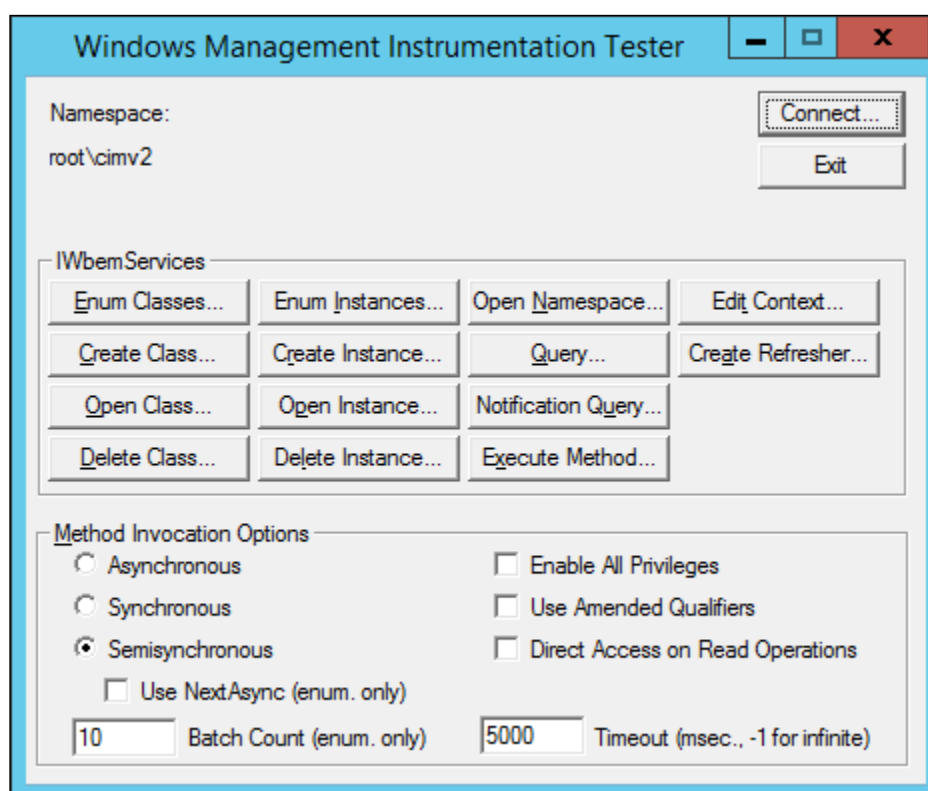 Windows Management Instrumentation Tester
Namespace:
Connect...
root\cimv2
Exit
IWbemServices
Enum Classes... Enum Instances... Open Namespace... Edit Context...
Create Class... Create Instance... Query... Create Refresher...
Open Class... Open Instance... Notification Query...
Delete Class... Delete Instance... Execute Method...
Method Invocation Options
Asynchronous Enable All Privileges
Synchronous Use Amended Qualifiers
Semisynchronous Direct Access on Read Operations
Use NextAsync (enum. only)
10 Batch Count (enum. only) 5000 Timeout (msec., -1 for infinite)